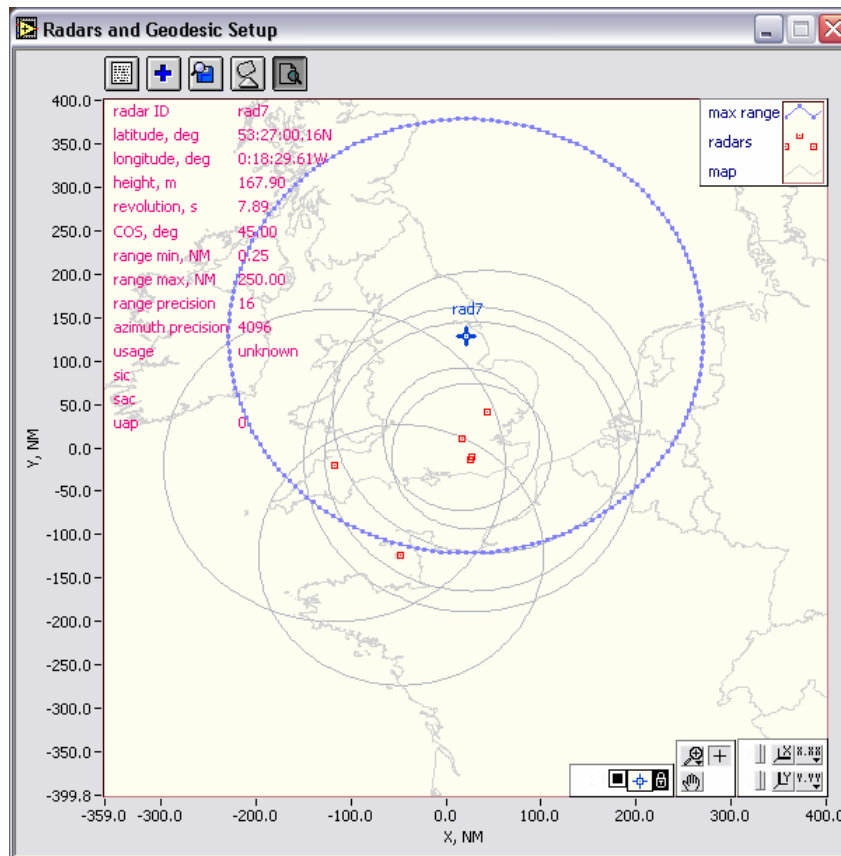 Radars and Geodesic Setup
400.0
350.0
300.0
250.0
200.0
150.0
100.0
50.0
0.0
-50.0
-100.0
-150.0
-200.0
-250.0
-300.0
-350.0
-399.8
Y, NM
radar ID rad7
latitude, deg 53:27:00.16N
longitude, deg 0:18:29.61W
height, m 167.90
revolution, s 7.89
COS, deg 45.00
range min, NM 0.25
range max, NM 250.00
range precision 16
azimuth precision 4096
usage unknown
sic
sac
uap 0
max range
radars
map
rad7
X X.XX
Y Y.YY
-359.0 -300.0 -200.0 -100.0 0.0 100.0 200.0 300.0 400.0
X, NM